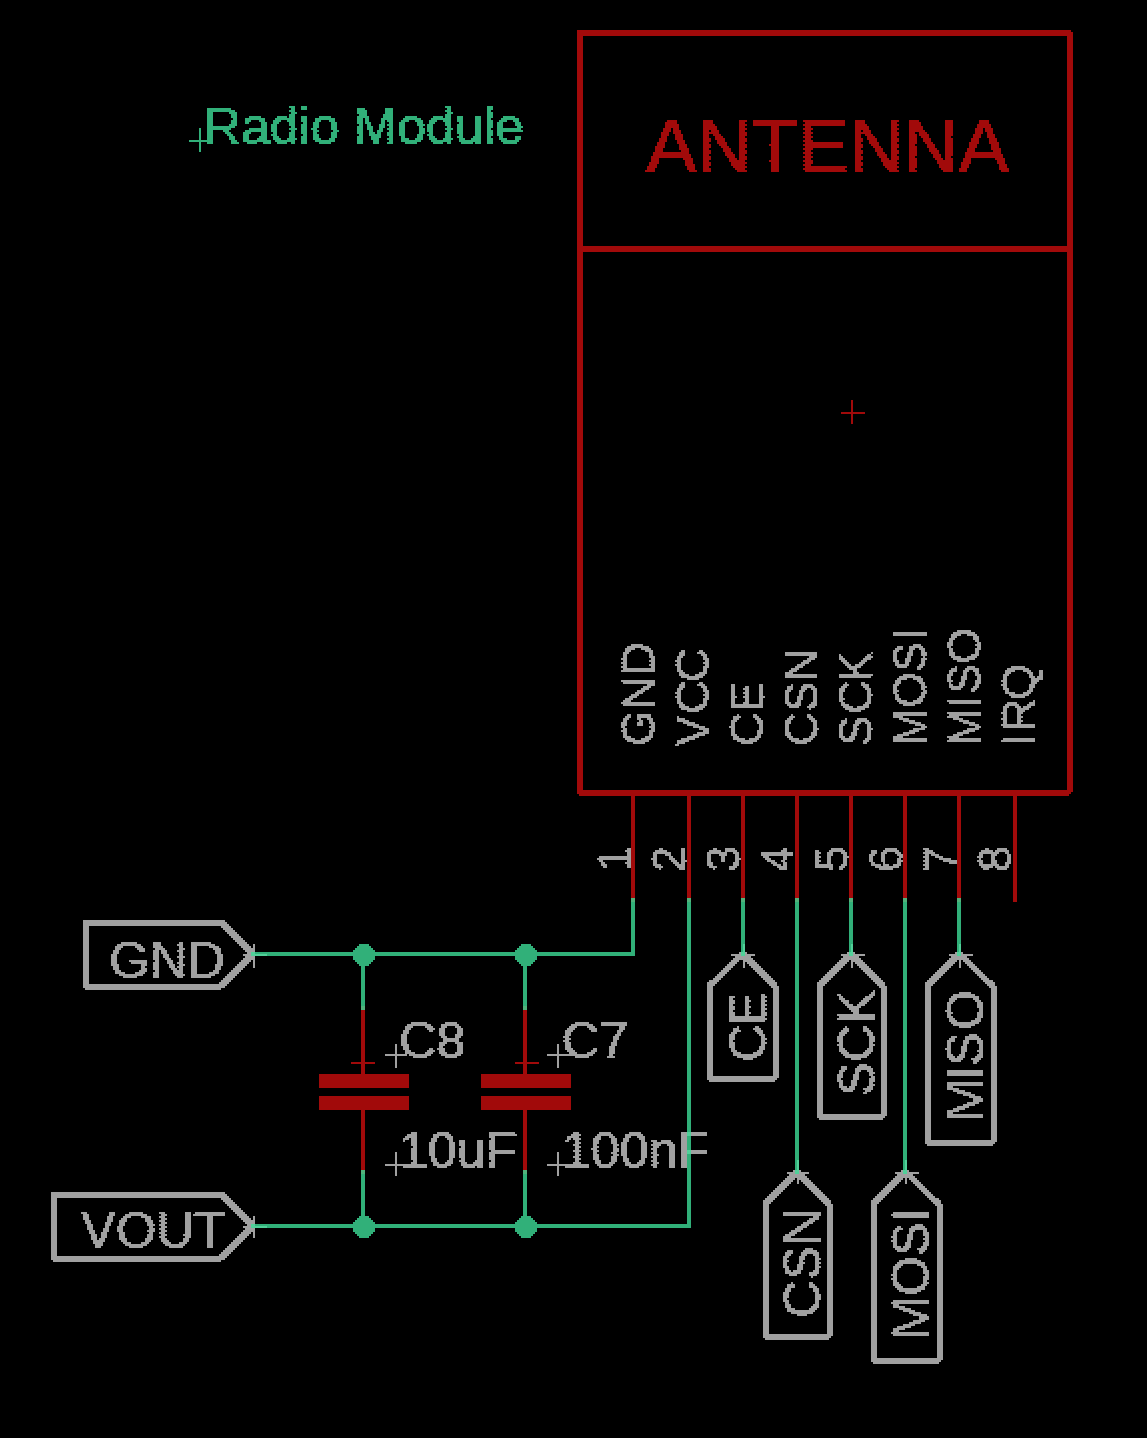 Radio Module
ANTENNA
GND
VCC
CE
CSN
SCK
MOSI
MISO
IRQ
1
2
3
4
5
6
7
8
GND
C8
C7
CE
SCK
MISO
10uF
100nF
VOUT
CSN
MOSI